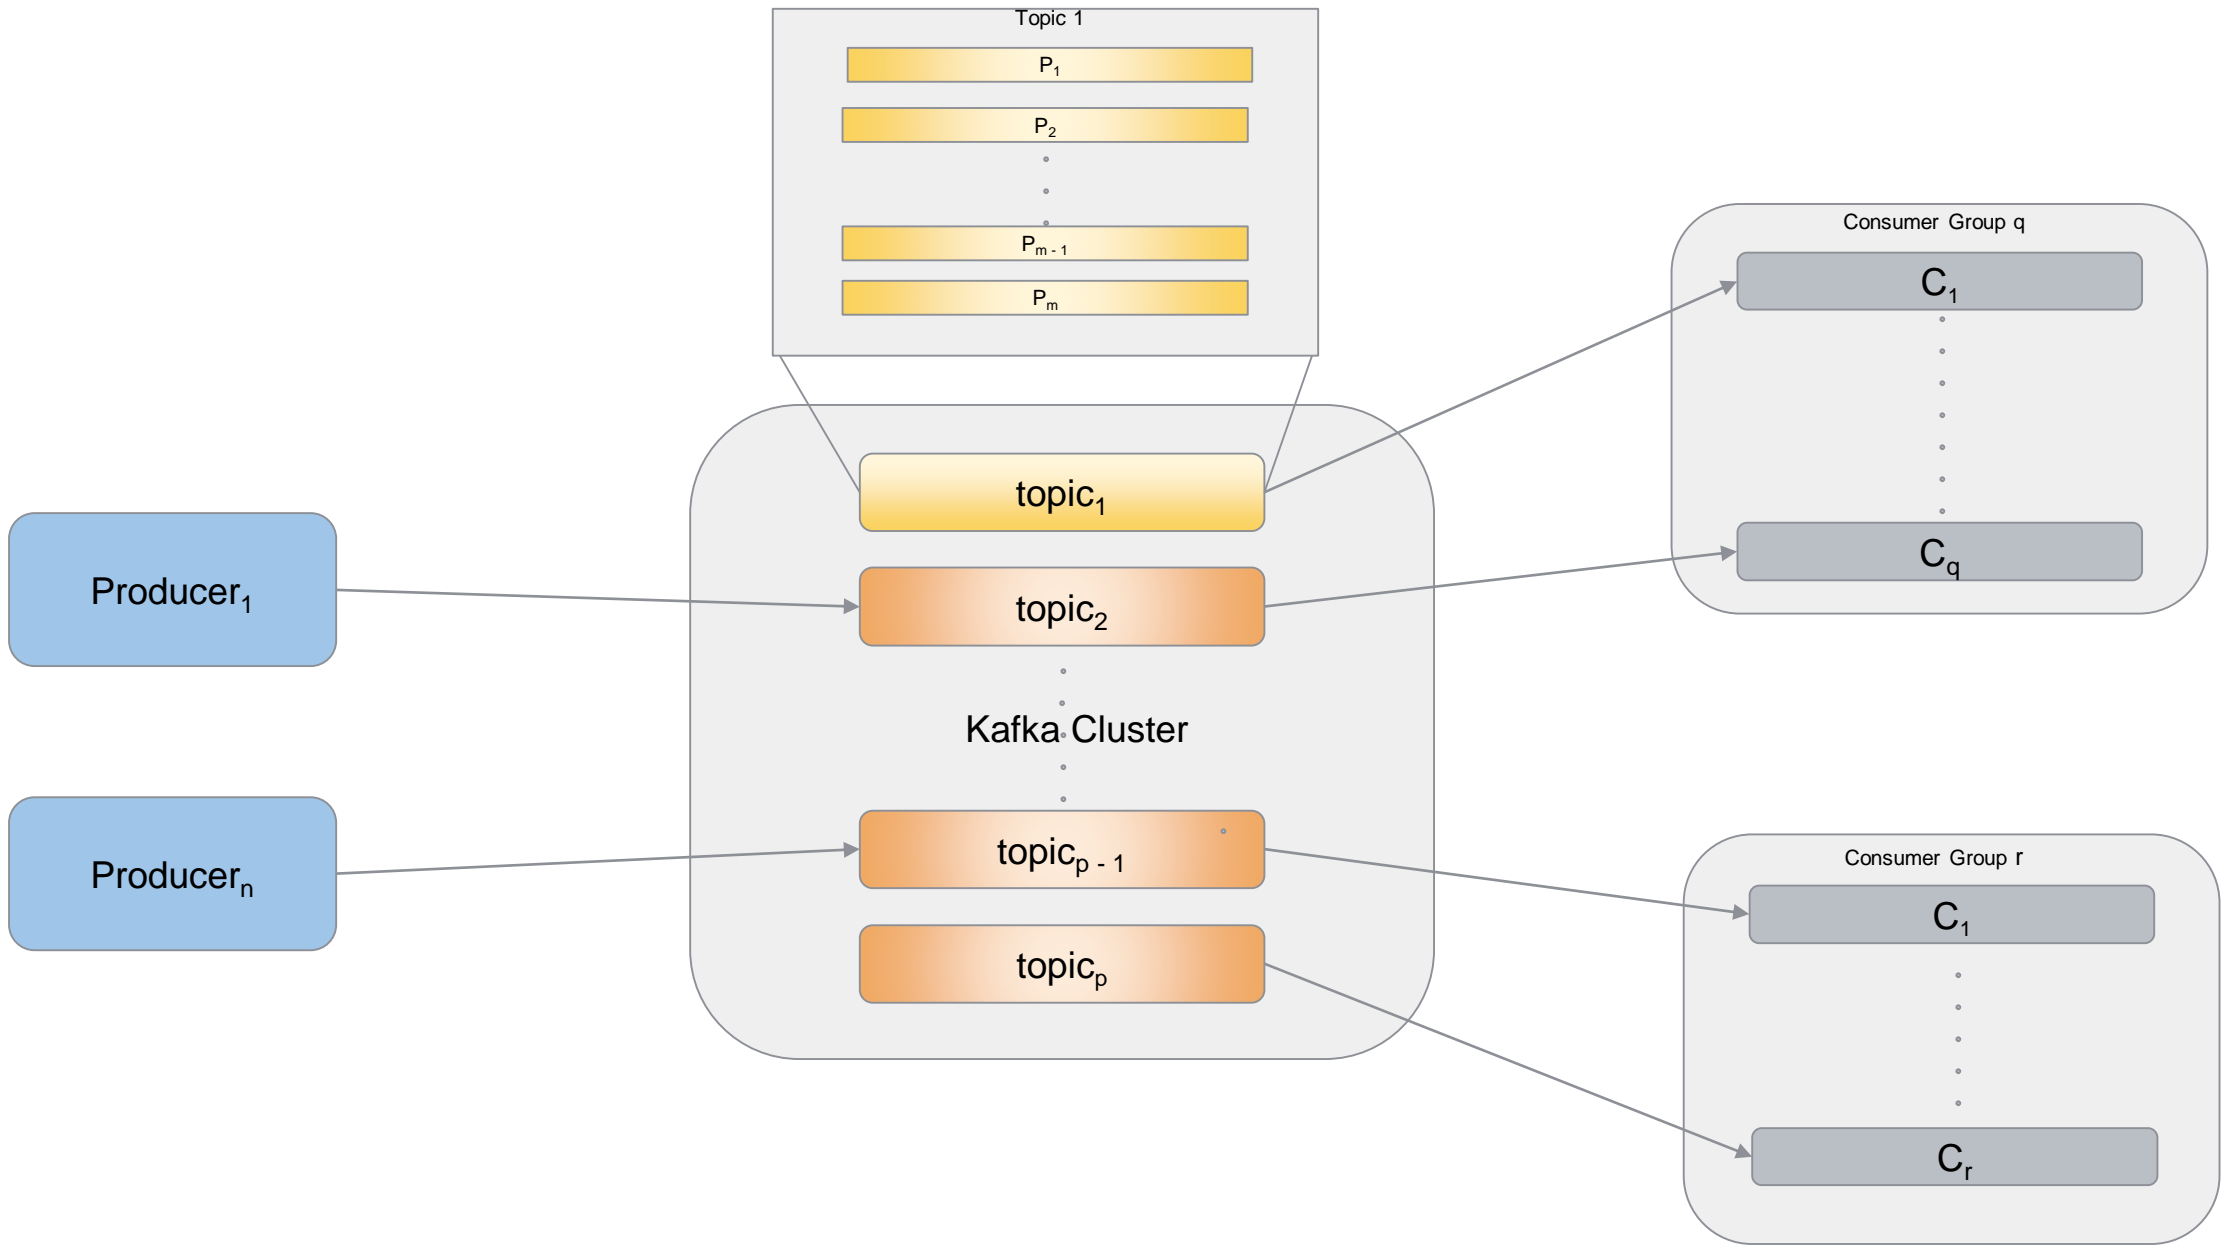 Topic 1
P1
P2
Pm - 1
Pm
Consumer Group q
C1
Cq
topic1
topic2
Kafka Cluster
topicp - 1
topicp
Producer1
Producern
Consumer Group r
C1
Cr